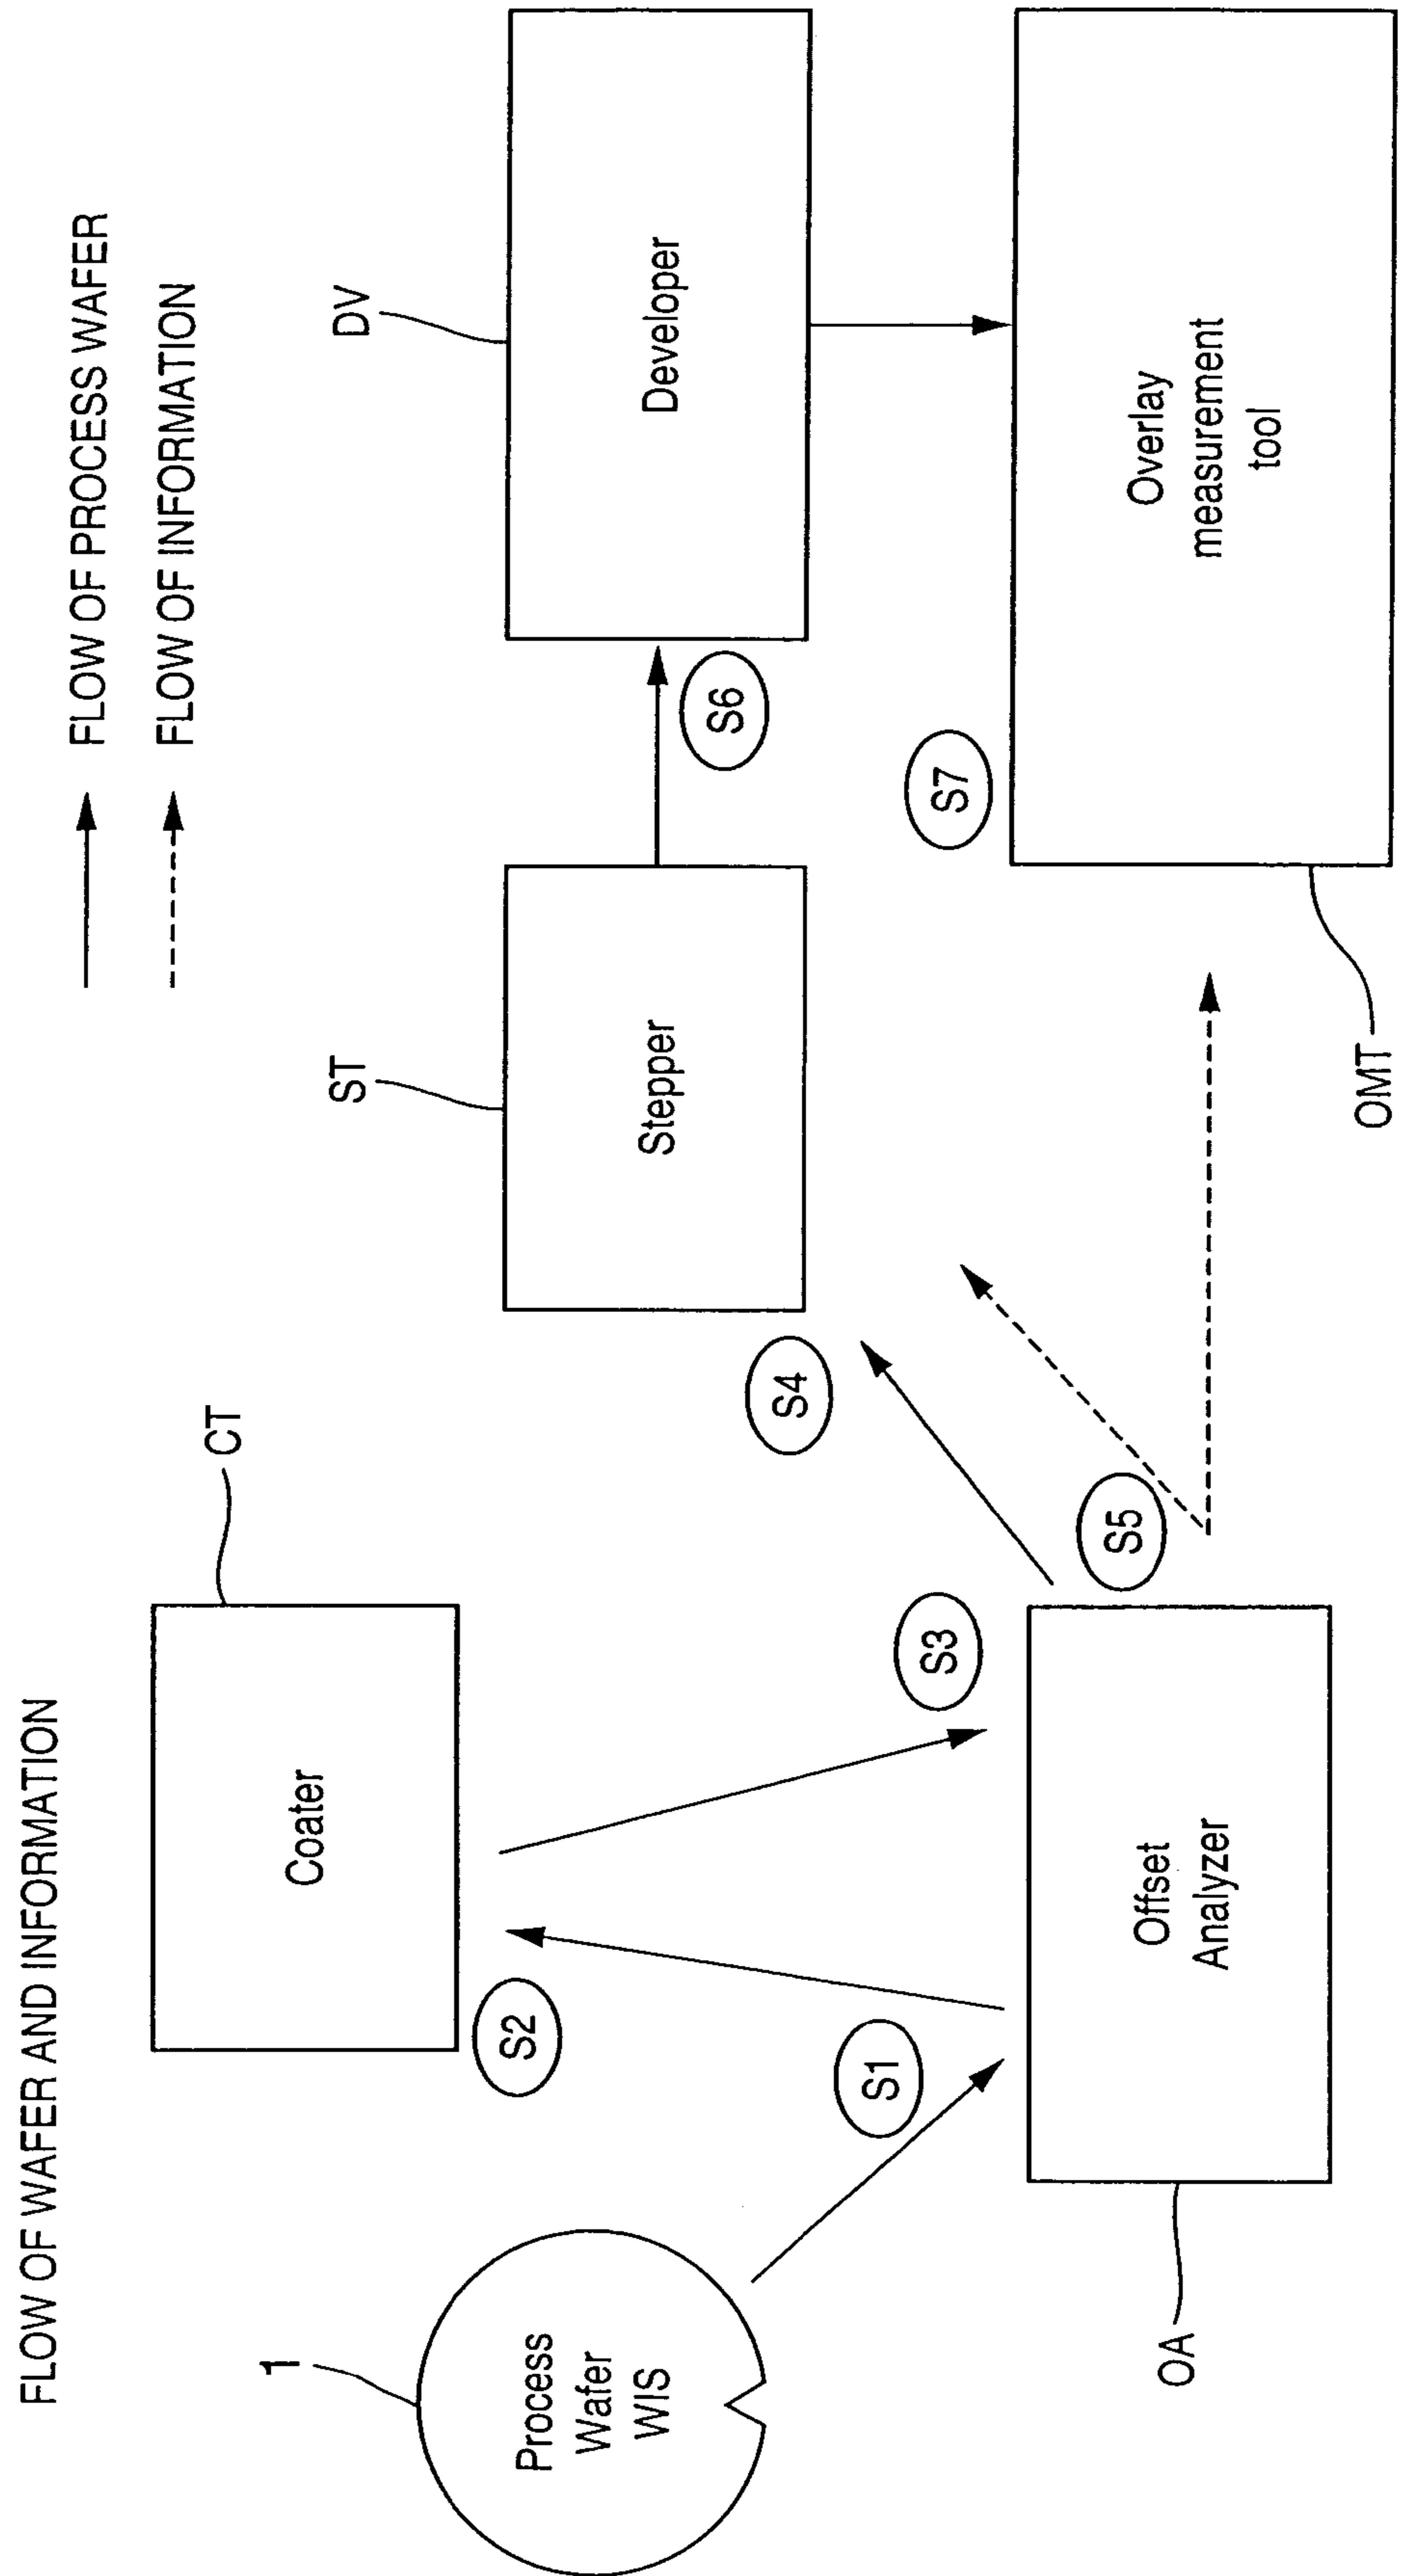 FLOW OF WAFER AND INFORMATION
FLOW OF PROCESS WAFER
FLOW OF INFORMATION
1
Process
Wafer
WIS
CT
Coater
ST
Stepper
DV
Developer
S1
S2
S3
S4
S5
S6
S7
OA
Offset
Analyzer
OMT
Overlay
measurement
tool